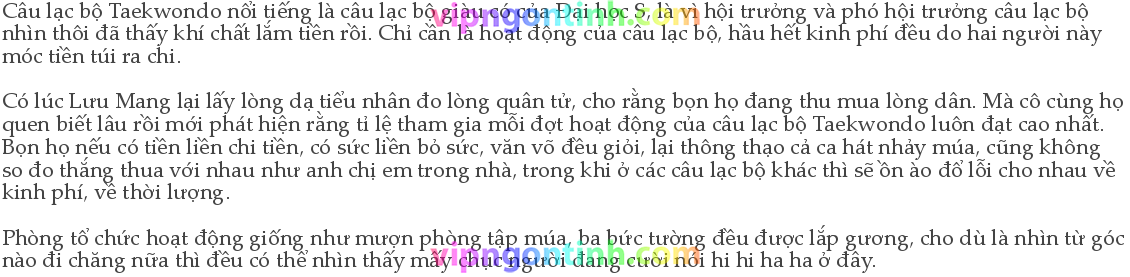 Câu lạc bộ Taekwondo nổi tiếng là câu lạc bộ giàu có của Đại học S, là vì hội trưởng và phó hội trưởng câu lạc bộ
nhìn thôi đã thấy khí chất lắm tiền rồi. Chỉ cần là hoạt động của câu lạc bộ, hầu hết kinh phí đều do hai người này
móc tiền túi ra chi.
Có lúc Lưu Mang lại lấy lòng dạ tiểu nhân đo lòng quân tử, cho rằng bọn họ đang thu mua lòng dân. Mà cô cùng họ
quen biết lâu rồi mới phát hiện rằng tỉ lệ tham gia mỗi đợt hoạt động của câu lạc bộ Taekwondo luôn đạt cao nhất.
Bọn họ nếu có tiền liền chi tiền, có sức liền bỏ sức, văn võ đều giỏi, lại thông thạo cả ca hát nhảy múa, cũng không
so đo thắng thua với nhau như anh chị em trong nhà, trong khi ở các câu lạc bộ khác thì sẽ ồn ào đổ lỗi cho nhau về
kinh phí, về thời lượng.
Phòng tổ chức hoạt động giống như mượn phòng tập múa, ba bức tường đều được lắp gương, cho dù là nhìn từ góc
nào đi chăng nữa thì đều có thể nhìn thấy mấy chục người đang cười nói hi hi ha ha ở đây.
vipngontinh.com
vipngontinh.com